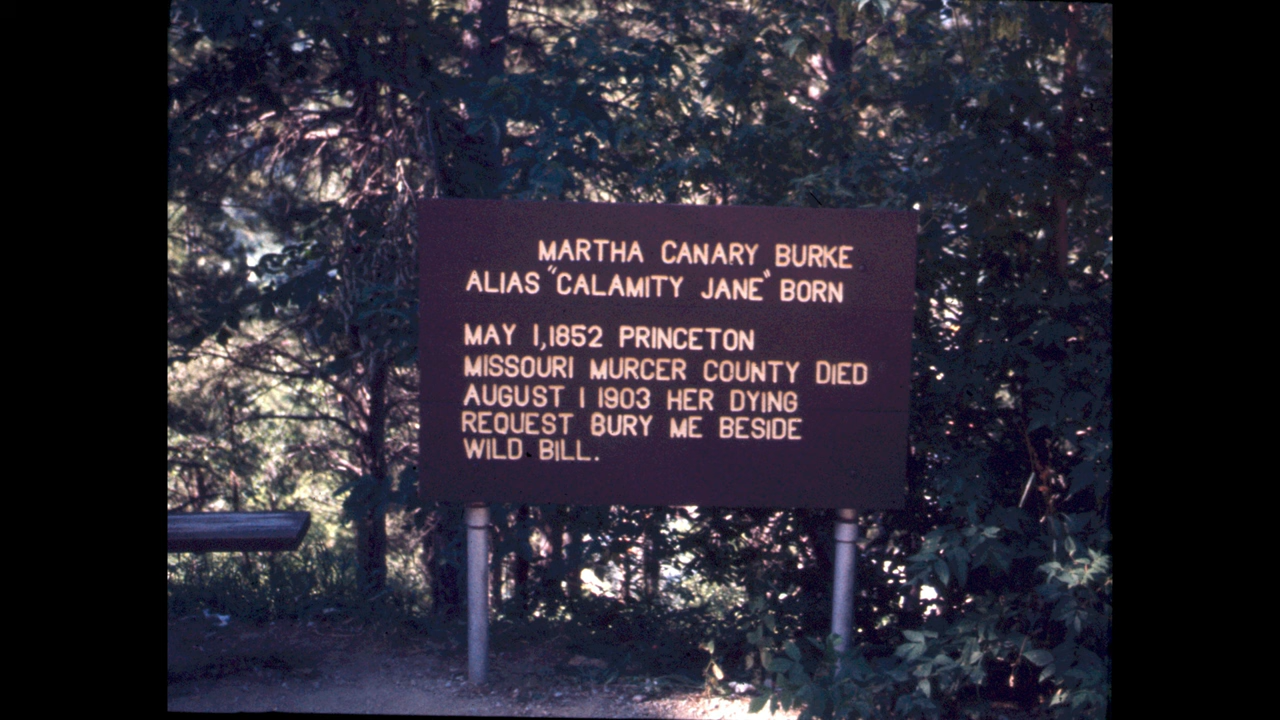 MARTHA CANARY BURKE
ALIAS "CALAMITY JANE" BORN
MAY 1, 1852 PRINCETON
MISSOURI MURCER COUNTY DIED
AUGUST 1 1903 HER DYING
REQUEST BURY ME BESIDE
WILD BILL.